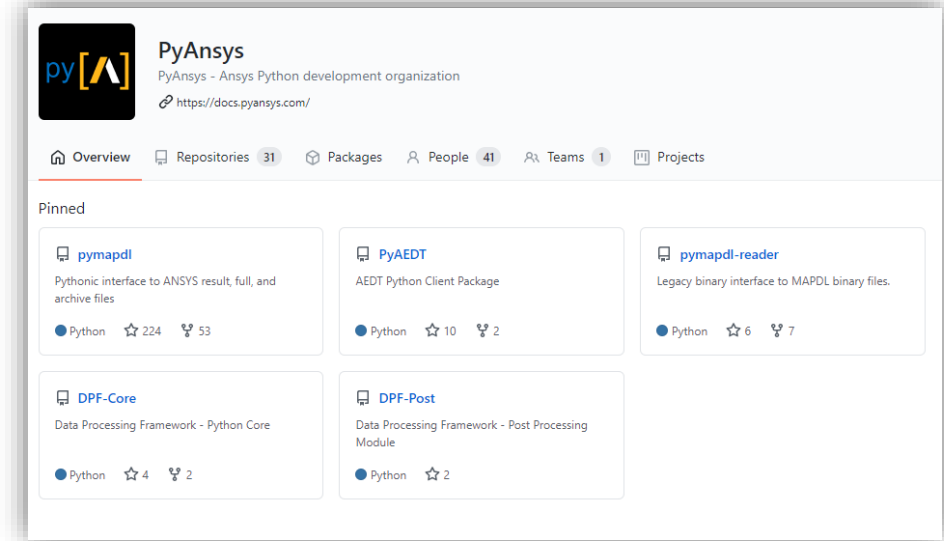 py[/\]
PyAnsys
PyAnsys - Ansys Python development organization
https://docs.pyansys.com/
Overview Repositories 31 Packages People 41 Teams 1 Projects
Pinned
pymapdl
Pythonic interface to ANSYS result, full, and
archive files
Python 224 53
PyAEDT
AEDT Python Client Package
Python 10 2
pymapdl-reader
Legacy binary interface to MAPDL binary files.
Python 6 7
DPF-Core
Data Processing Framework - Python Core
Python 4 2
DPF-Post
Data Processing Framework - Post Processing
Module
Python 2